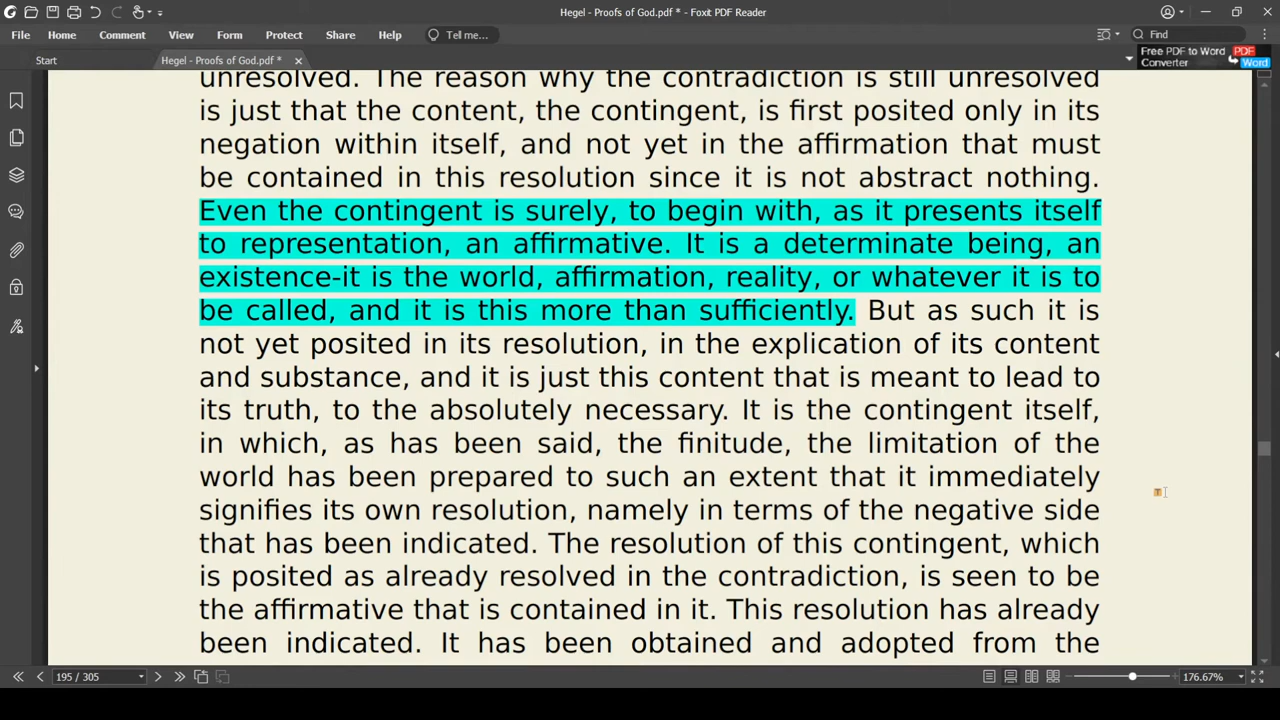 Hegel - Proofs of God.pdf * - Foxit PDF Reader
File Home Comment View Form Protect Share Help Tell me... Find
Start Hegel - Proofs of God.pdf * Free PDF to Word Converter PDF Word
unresolved. The reason why the contradiction is still unresolved
is just that the content, the contingent, is first posited only in its
negation within itself, and not yet in the affirmation that must
be contained in this resolution since it is not abstract nothing.
Even the contingent is surely, to begin with, as it presents itself
to representation, an affirmative. It is a determinate being, an
existence-it is the world, affirmation, reality, or whatever it is to
be called, and it is this more than sufficiently. But as such it is
not yet posited in its resolution, in the explication of its content
and substance, and it is just this content that is meant to lead to
its truth, to the absolutely necessary. It is the contingent itself,
in which, as has been said, the finitude, the limitation of the
world has been prepared to such an extent that it immediately
signifies its own resolution, namely in terms of the negative side
that has been indicated. The resolution of this contingent, which
is posited as already resolved in the contradiction, is seen to be
the affirmative that is contained in it. This resolution has already
been indicated. It has been obtained and adopted from the
195 / 305 176.67%